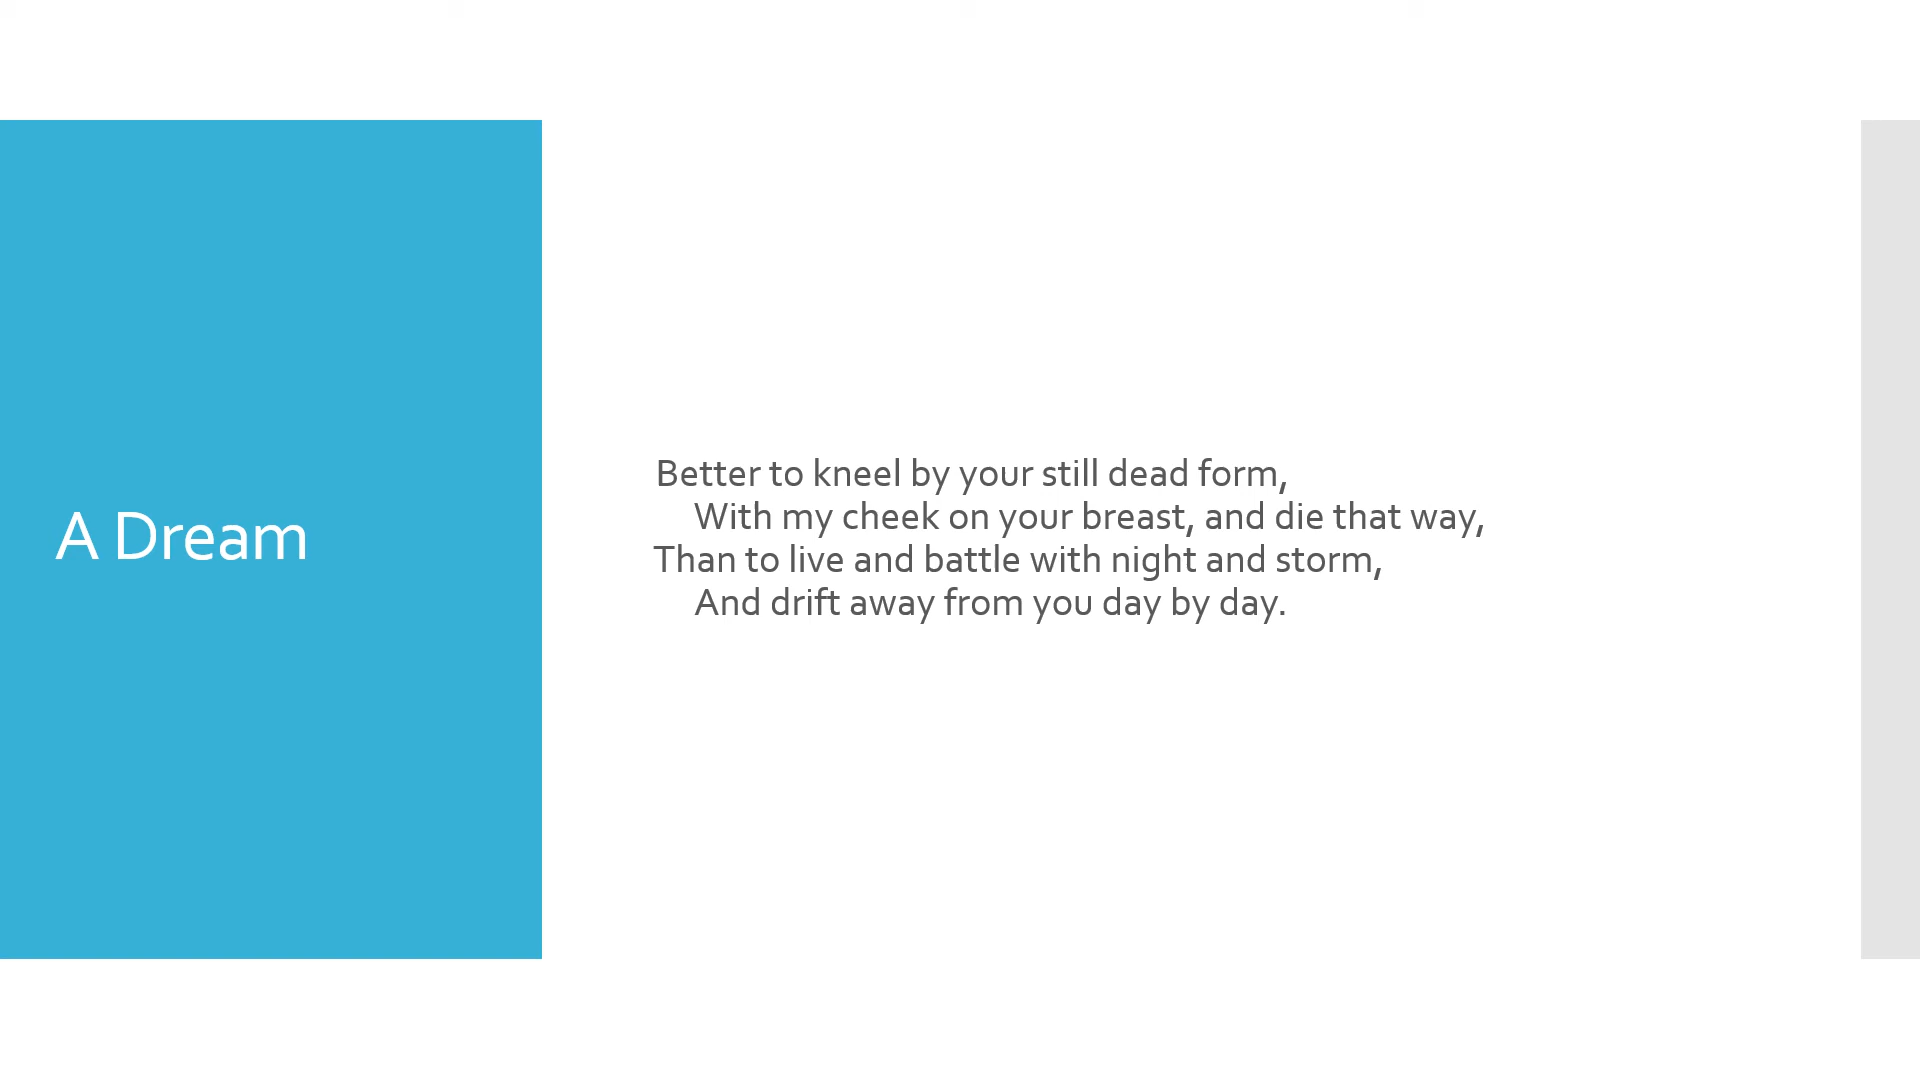 A Dream
Better to kneel by your still dead form,
With my cheek on your breast, and die that way,
Than to live and battle with night and storm,
And drift away from you day by day.